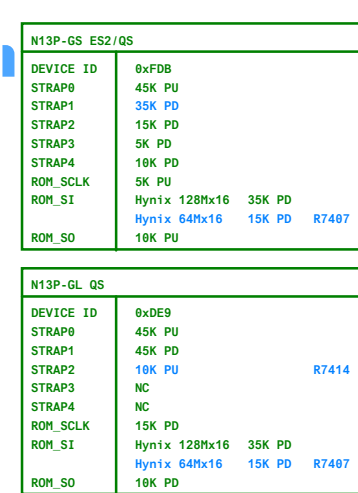 N13P-GS ES2/QS
DEVICE ID 0xFDB
STRAP0 45K PU
STRAP1 35K PD
STRAP2 15K PD
STRAP3 5K PD
STRAP4 10K PD
ROM_SCLK 5K PU
ROM_SI Hynix 128Mx16 35K PD
Hynix 64Mx16 15K PD R7407
ROM_SO 10K PU
N13P-GL QS
DEVICE ID 0xDE9
STRAP0 45K PU
STRAP1 45K PD
STRAP2 10K PU R7414
STRAP3 NC
STRAP4 NC
ROM_SCLK 15K PD
ROM_SI Hynix 128Mx16 35K PD
Hynix 64Mx16 15K PD R7407
ROM_SO 10K PD